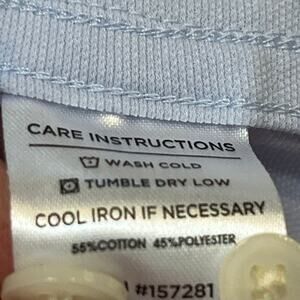 CARE INSTRUCTIONS
WASH COLD
TUMBLE DRY LOW
COOL IRON IF NECESSARY
55%COTTON 45%POLYESTER
#157281